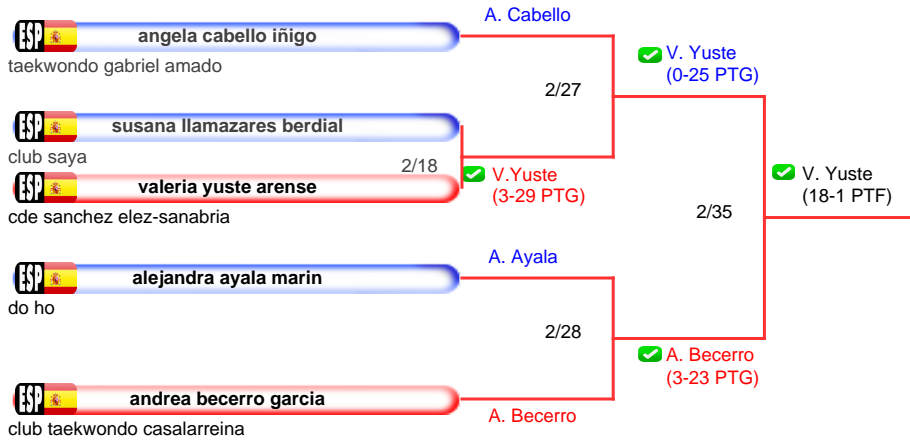 A. Cabello
ESP angela cabello iñigo
taekwondo gabriel amado
V. Yuste
(0-25 PTG)
2/27
ESP susana llamazares berdial
club saya
2/18
V.Yuste
(3-29 PTG)
ESP valeria yuste arense
cde sanchez elez-sanabria
V. Yuste
(18-1 PTF)
2/35
A. Ayala
ESP alejandra ayala marin
do ho
2/28
A. Becerro
(3-23 PTG)
ESP andrea becerro garcia
A. Becerro
club taekwondo casalarreina